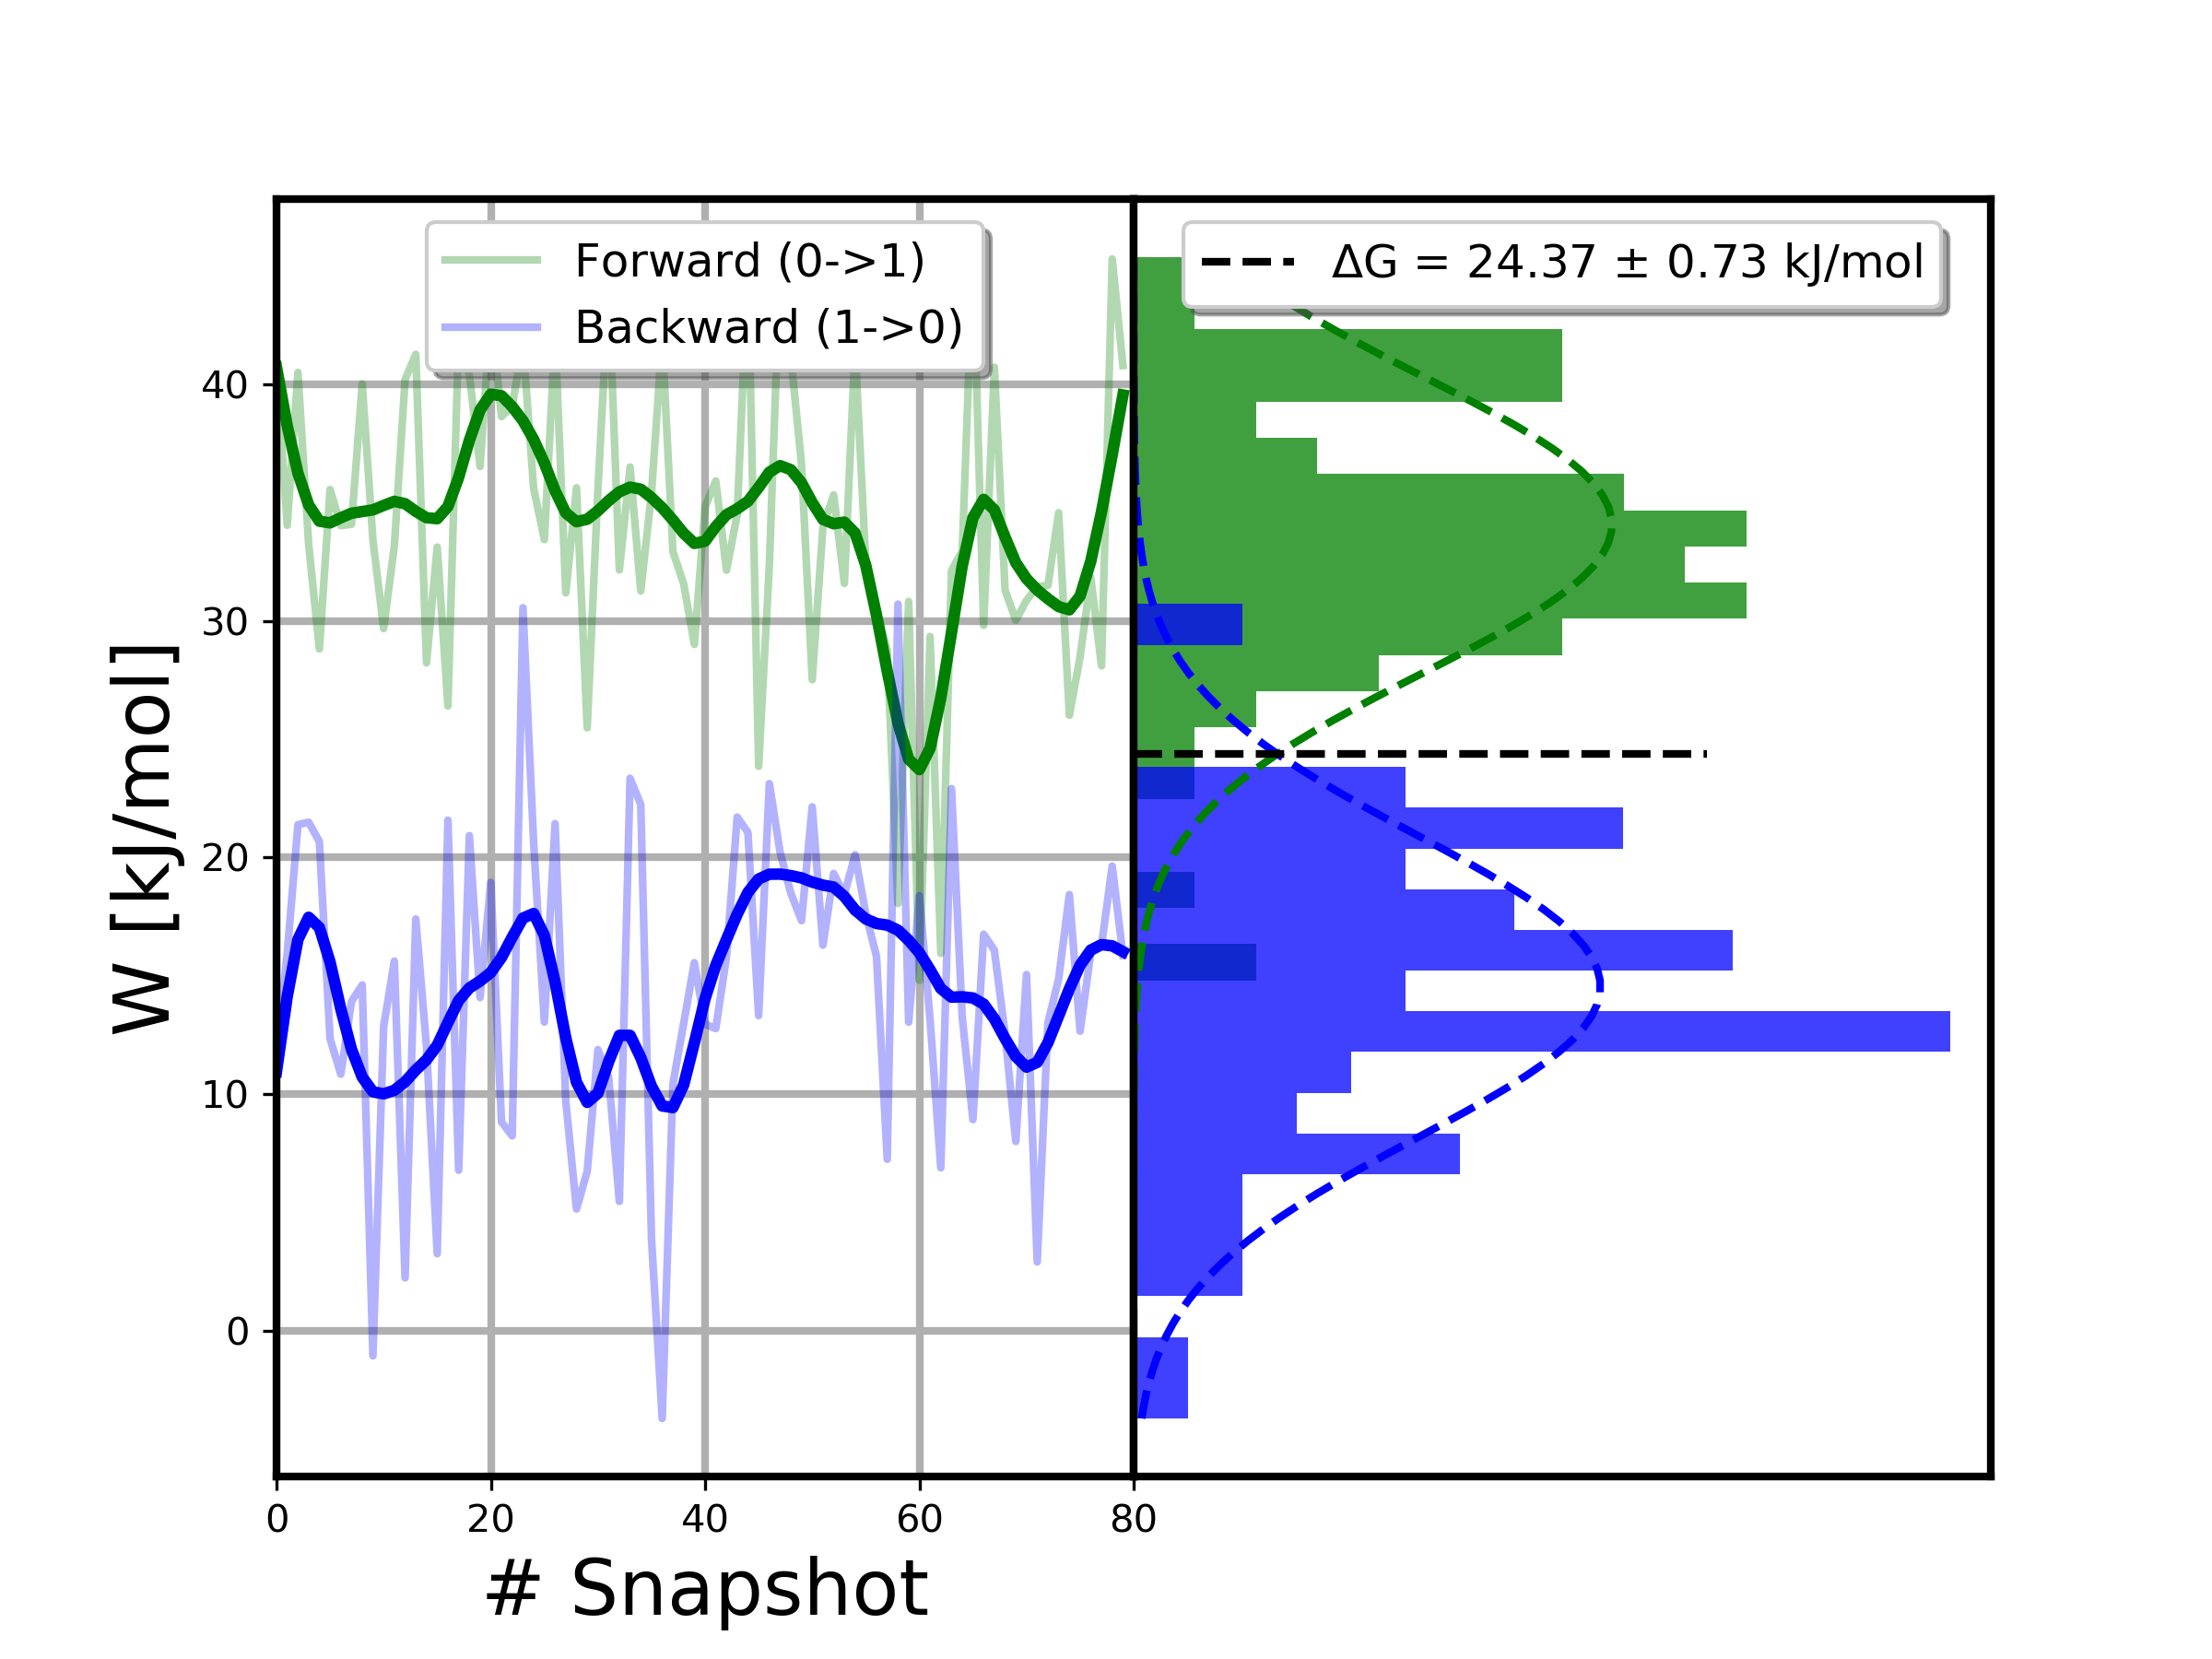 Forward (0->1)
Backward (1->0)
ΔG = 24.37 ± 0.73 kJ/mol
W [kJ/mol]
40
30
20
10
0
0 20 40 60 80
# Snapshot